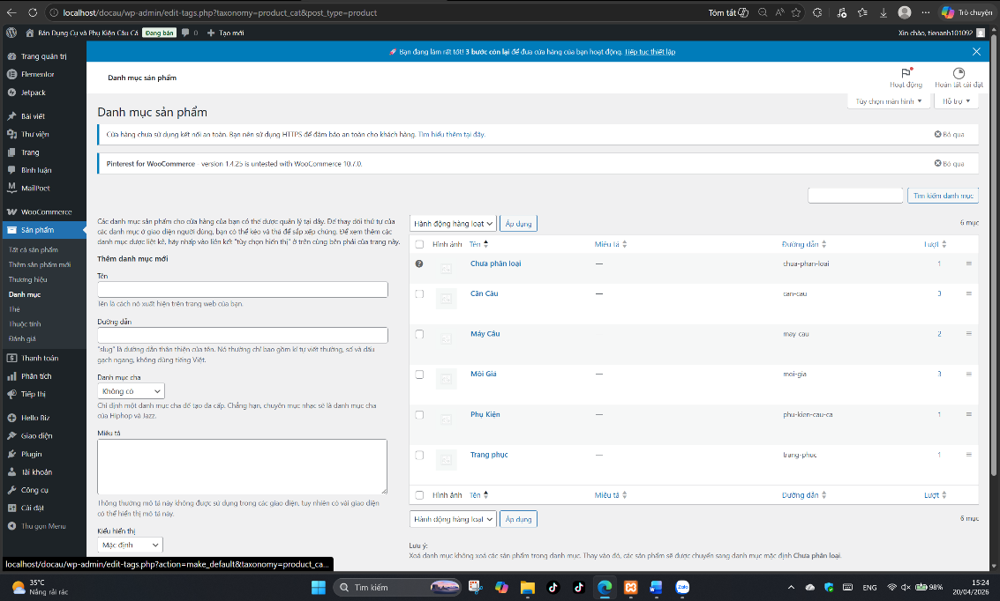 localhost/docau/wp-admin/edit-tags.php?taxonomy=product_cat&post_type=product
Tóm tắt
Trò chuyện
Bán Dụng Cụ và Phụ Kiện Câu Cá Đang bán 0 Tạo mới
Xin chào, tienanh101092
Trang quản trị
Elementor
Jetpack
Bài viết
Thư viện
Trang
Bình luận
MailPoet
WooCommerce
Sản phẩm
Tất cả sản phẩm
Thêm sản phẩm mới
Thương hiệu
Danh mục
Thẻ
Thuộc tính
Đánh giá
Thanh toán
Phân tích
Tiếp thị
Hello Biz
Giao diện
Plugin
Tài khoản
Công cụ
Cài đặt
Thu gọn Menu
🚀 Bạn đang làm rất tốt! 3 bước còn lại để đưa cửa hàng của bạn hoạt động. Tiếp tục thiết lập
Danh mục sản phẩm
Hoạt động
Hoàn tất cài đặt
Tùy chọn màn hình
Hỗ trợ
Danh mục sản phẩm
Cửa hàng chưa sử dụng kết nối an toàn. Bạn nên sử dụng HTTPS để đảm bảo an toàn cho khách hàng. Tìm hiểu thêm tại đây.
Bỏ qua
Pinterest for WooCommerce - version 1.4.25 is untested with WooCommerce 10.7.0.
Bỏ qua
Tìm kiếm danh mục
Các danh mục sản phẩm cho cửa hàng của bạn có thể được quản lý tại đây. Để thay đổi thứ tự của
các danh mục ở giao diện người dùng, bạn có thể kéo và thả để sắp xếp chúng. Để xem thêm các
danh mục được liệt kê, hãy nhấp vào liên kết "tùy chọn hiển thị" ở trên cùng bên phải của trang này.
Thêm danh mục mới
Tên
Tên là cách nó xuất hiện trên trang web của bạn.
Đường dẫn
"slug" là đường dẫn thân thiện của tên. Nó thường chỉ bao gồm kí tự viết thường, số và dấu
gạch ngang, không dùng tiếng Việt.
Danh mục cha
Không có
Chỉ định một danh mục cha để tạo đa cấp. Chẳng hạn, chuyên mục nhạc sẽ là danh mục cha
của Hiphop và Jazz.
Miêu tả
Thông thường mô tả này không được sử dụng trong các giao diện, tuy nhiên có vài giao diện
có thể hiển thị mô tả này.
Kiểu hiển thị
Mặc định
Hành động hàng loạt
Áp dụng
6 mục
Hình ảnh Tên Miêu tả Đường dẫn Lượt
Chưa phân loại — chua-phan-loai 1
Cần Câu — can-cau 3
Máy Câu — may-cau 2
Mồi Giả — moi-gia 3
Phụ Kiện — phu-kien-cau-ca 1
Trang phục — trang-phuc 1
Hình ảnh Tên Miêu tả Đường dẫn Lượt
Hành động hàng loạt
Áp dụng
6 mục
Lưu ý:
Xoá danh mục không xoá các sản phẩm trong danh mục. Thay vào đó, các sản phẩm sẽ được chuyển sang danh mục mặc định Chưa phân loại.
localhost/docau/wp-admin/edit-tags.php?action=make_default&taxonomy=product_ca...
35°C
Nắng rải rác
Tìm kiếm
Zalo
ENG
98%
15:24
20/04/2026